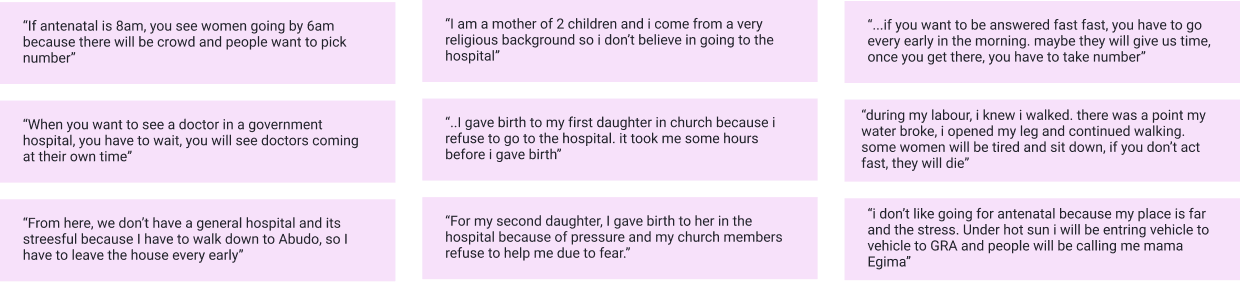 “If antenatal is 8am, you see women going by 6am
because there will be crowd and people want to pick
number”
“I am a mother of 2 children and i come from a very
religious background so i don’t believe in going to the
hospital”
“...if you want to be answered fast fast, you have to go
every early in the morning. maybe they will give us time,
once you get there, you have to take number”
“When you want to see a doctor in a government
hospital, you have to wait, you will see doctors coming
at their own time”
“..I gave birth to my first daughter in church because i
refuse to go to the hospital. it took me some hours
before i gave birth”
“during my labour, i knew i walked. there was a point my
water broke, i opened my leg and continued walking.
some women will be tired and sit down, if you don’t act
fast, they will die”
“From here, we don’t have a general hospital and its
streesful because I have to walk down to Abudo, so I
have to leave the house every early”
“For my second daughter, I gave birth to her in the
hospital because of pressure and my church members
refuse to help me due to fear.”
“i don’t like going for antenatal because my place is far
and the stress. Under hot sun i will be entring vehicle to
vehicle to GRA and people will be calling me mama
Egima”